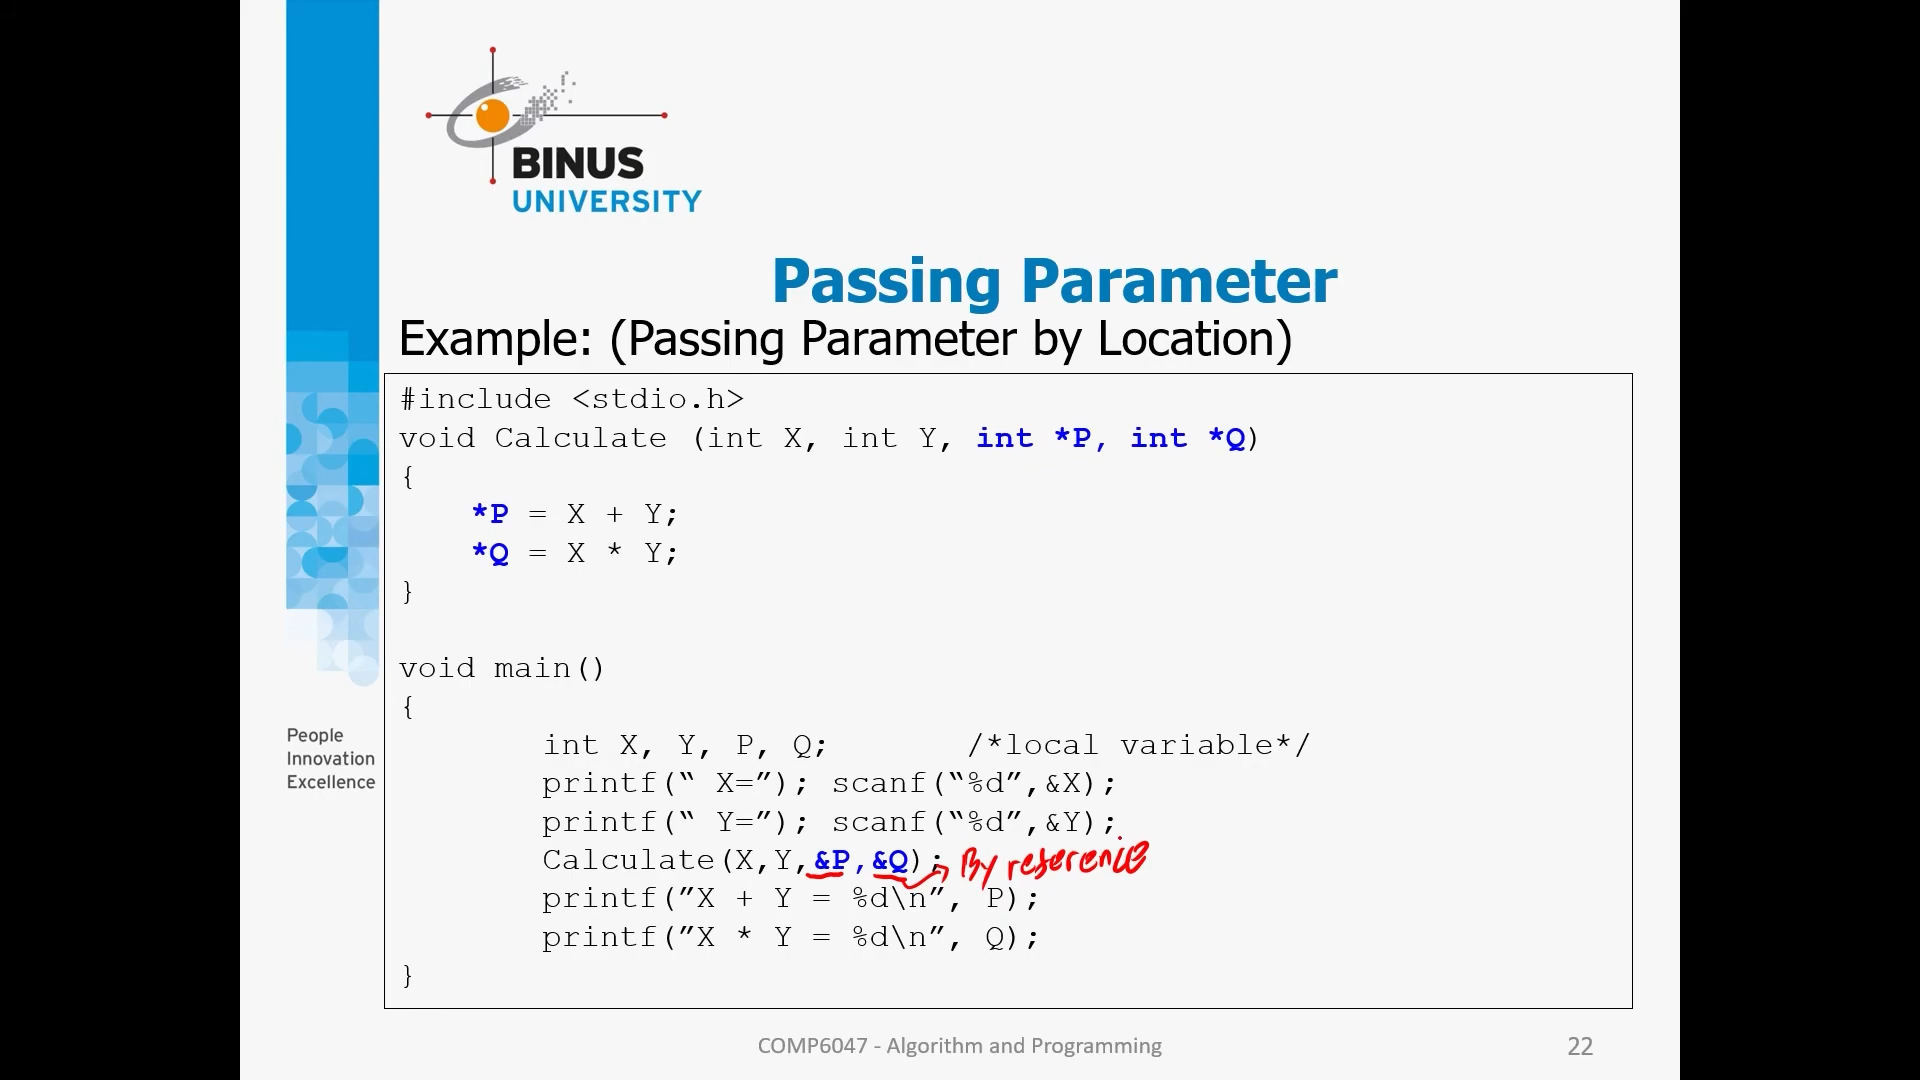 BINUS
UNIVERSITY
Passing Parameter
Example: (Passing Parameter by Location)
#include <stdio.h>
void Calculate (int X, int Y, int *P, int *Q)
{
*P = X + Y;
*Q = X * Y;
}
void main()
{
int X, Y, P, Q; /*local variable*/
printf(“ X=”); scanf(“%d”,&X);
printf(“ Y=”); scanf(“%d”,&Y);
Calculate(X,Y,&P,&Q); By reference
printf(”X + Y = %d\n”, P);
printf(”X * Y = %d\n”, Q);
}
People
Innovation
Excellence
COMP6047 - Algorithm and Programming
22